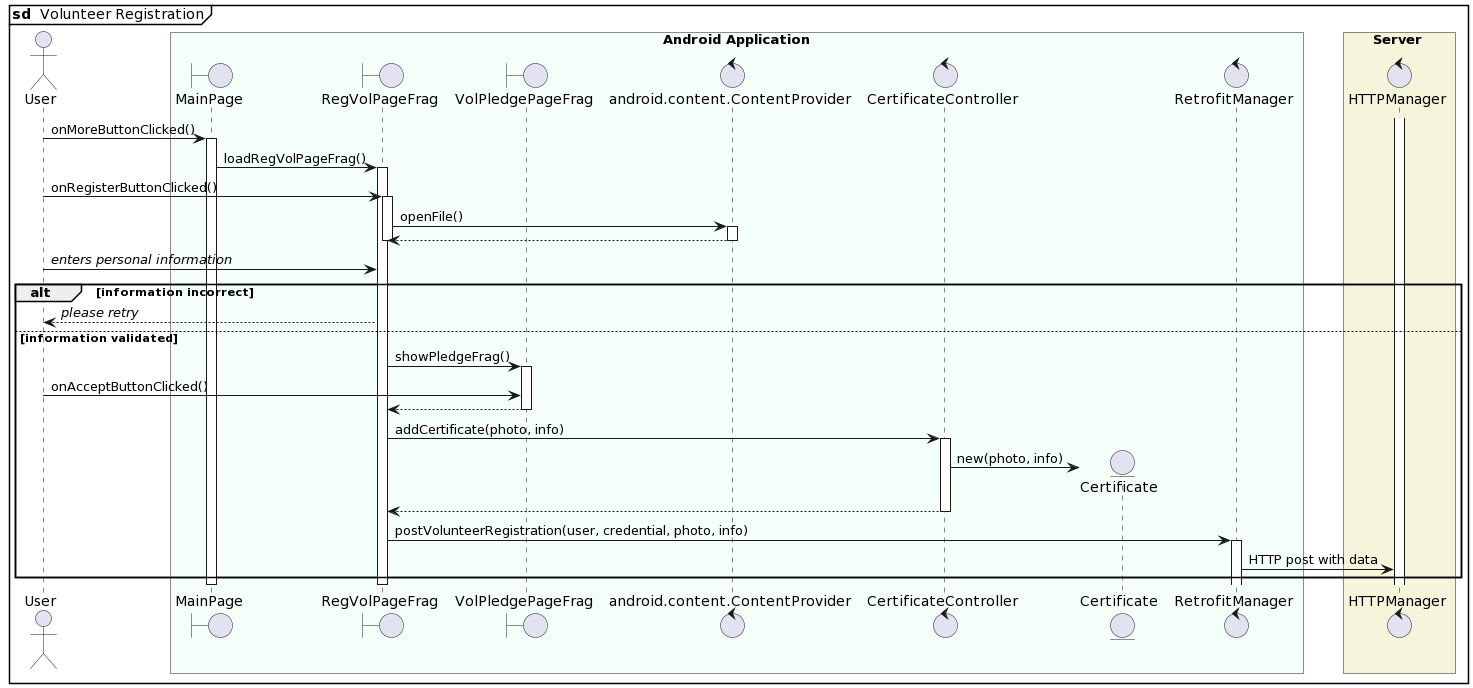 sd Volunteer Registration
Android Application
Server
User
MainPage
RegVolPageFrag
VolPledgePageFrag
android.content.ContentProvider
CertificateController
RetrofitManager
HTTPManager
onMoreButtonClicked()
loadRegVolPageFrag()
onRegisterButtonClicked()
openFile()
enters personal information
alt [information incorrect]
please retry
[information validated]
showPledgeFrag()
onAcceptButtonClicked()
addCertificate(photo, info)
new(photo, info)
Certificate
postVolunteerRegistration(user, credential, photo, info)
HTTP post with data
User
MainPage
RegVolPageFrag
VolPledgePageFrag
android.content.ContentProvider
CertificateController
Certificate
RetrofitManager
HTTPManager